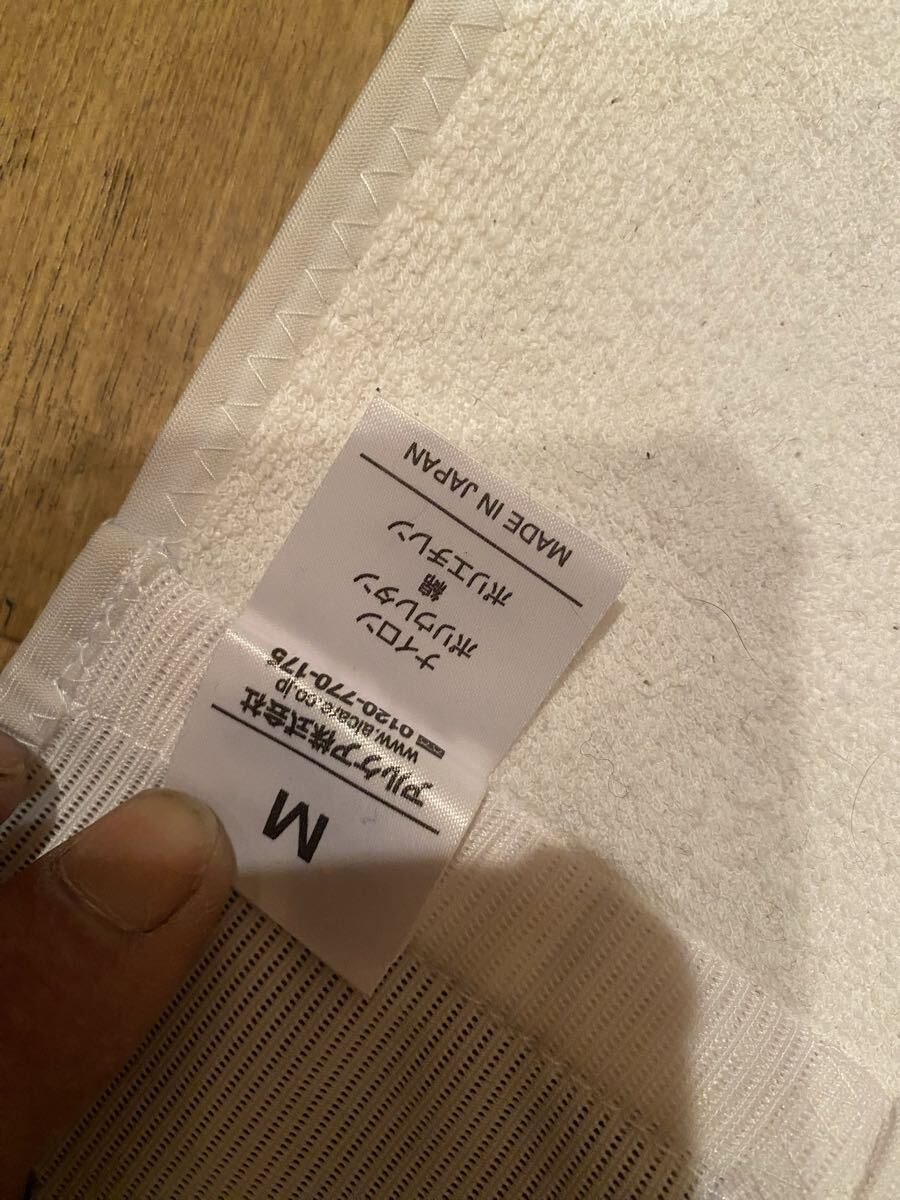 M
アルケア株式会社
www.alcare.co.jp
0120-770-175
ナイロン
ポリウレタン
綿
ポリエチレン
MADE IN JAPAN